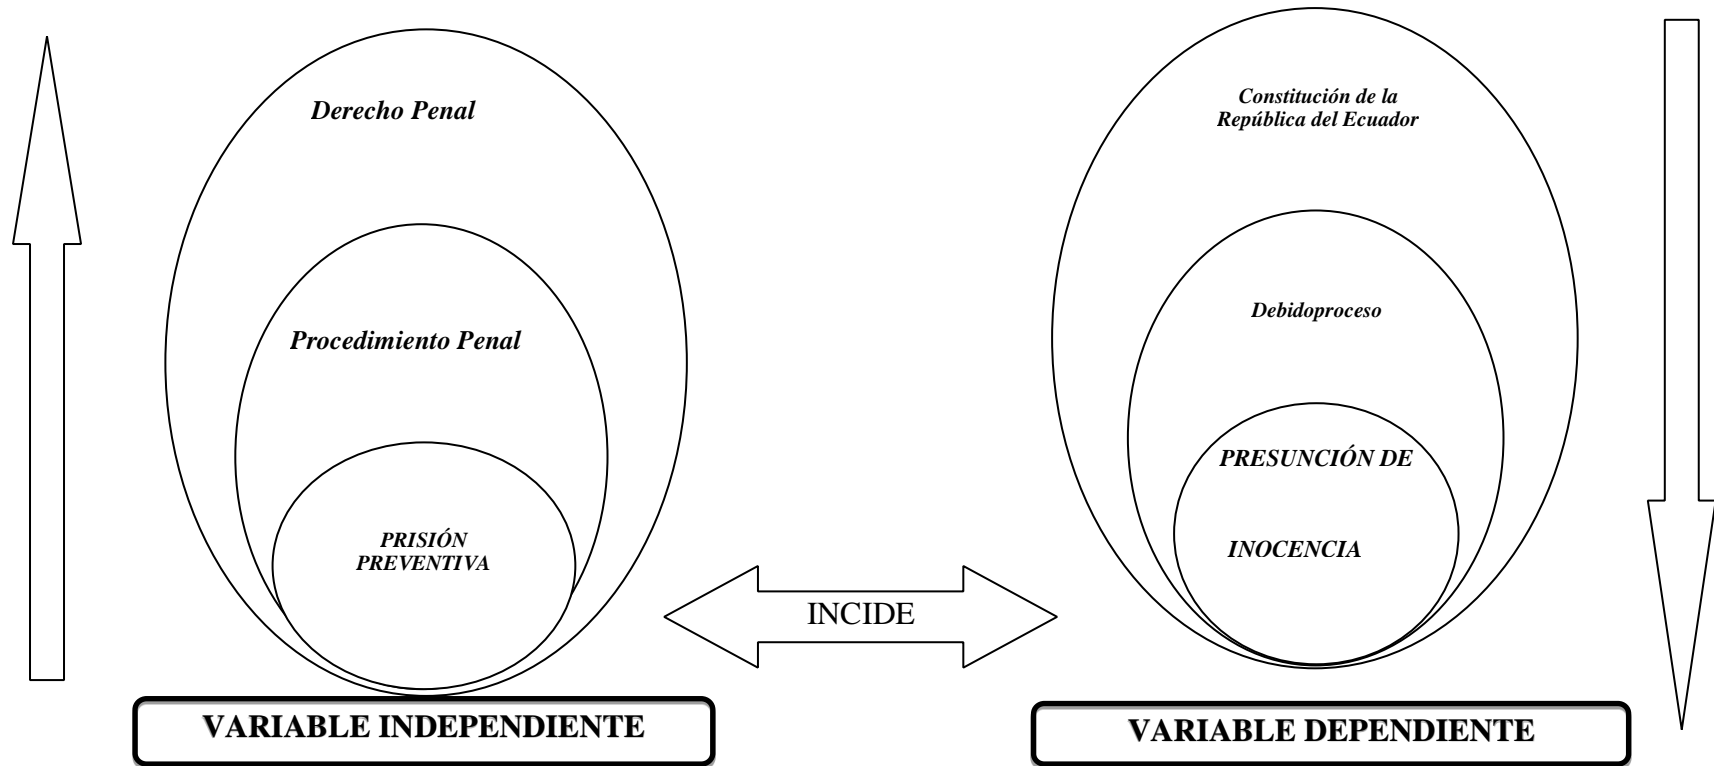 Derecho Penal
Procedimiento Penal
PRISIÓN
PREVENTIVA
VARIABLE INDEPENDIENTE
INCIDE
Constitución de la
República del Ecuador
Debidoproceso
PRESUNCIÓN DE
INOCENCIA
VARIABLE DEPENDIENTE